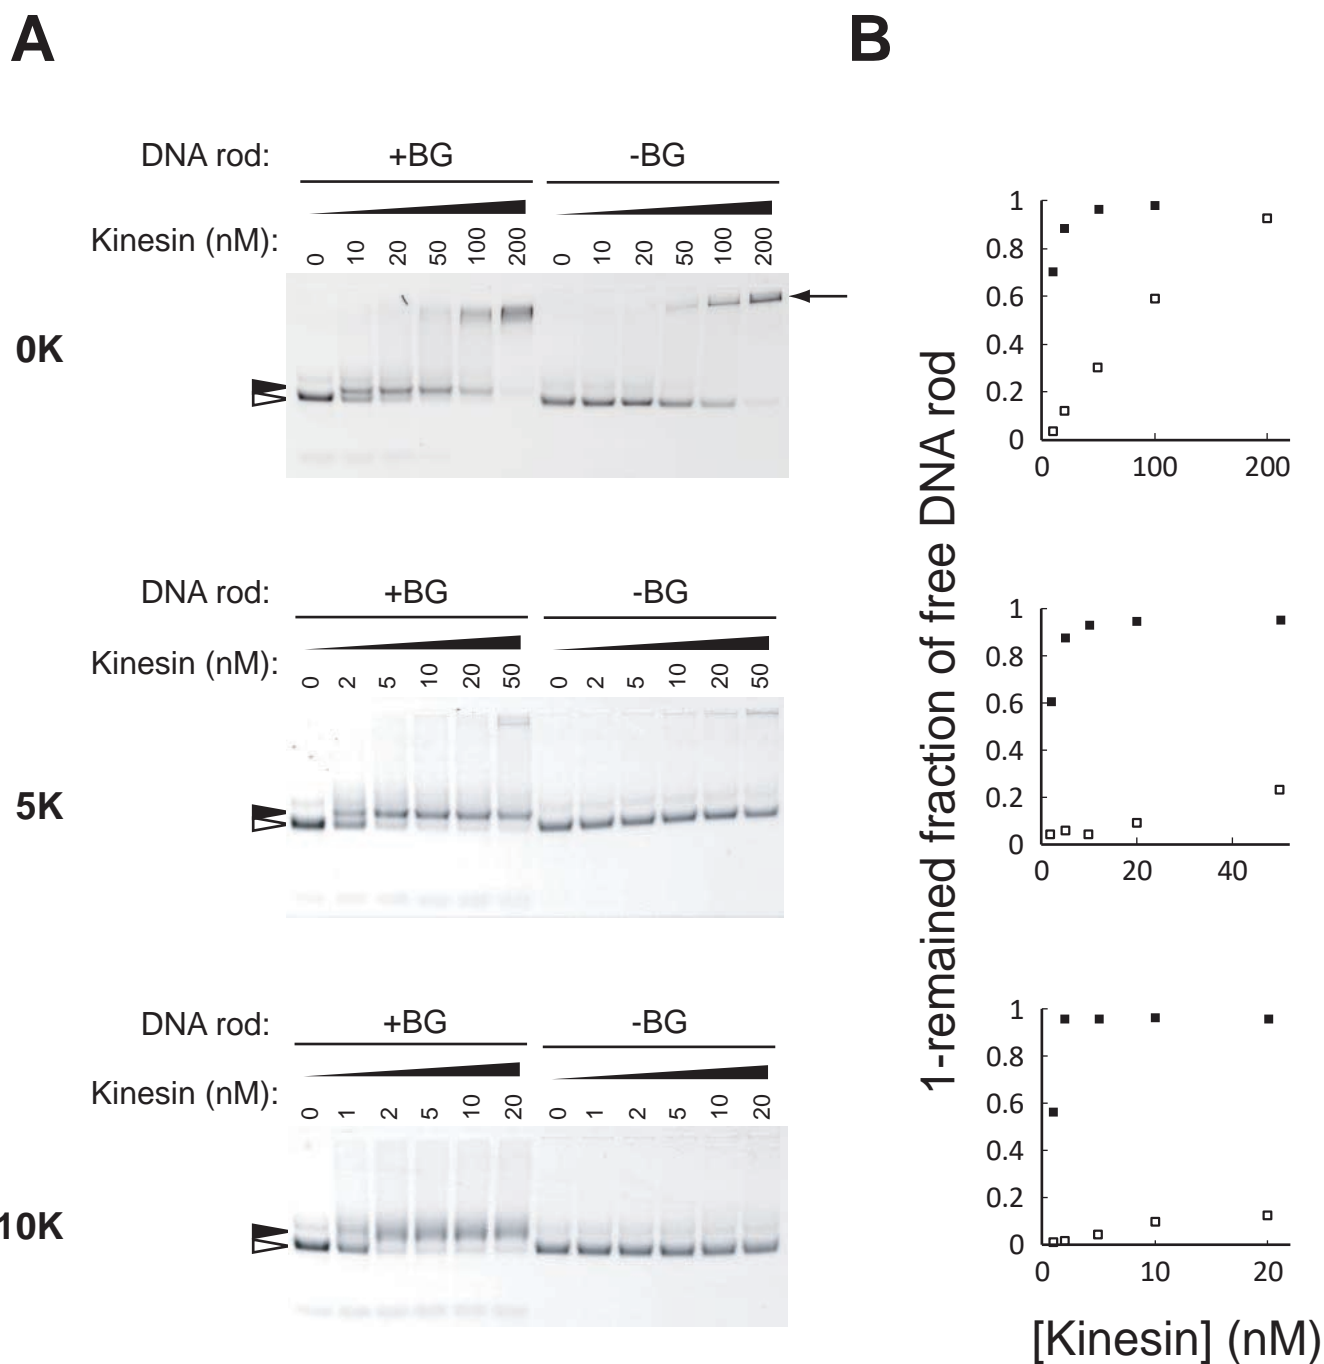 A
B
DNA rod: +BG -BG
Kinesin (nM): 0 10 20 50 100 200 0 10 20 50 100 200
0K
DNA rod: +BG -BG
Kinesin (nM): 0 2 5 10 20 50 0 2 5 10 20 50
5K
DNA rod: +BG -BG
Kinesin (nM): 0 1 2 5 10 20 0 1 2 5 10 20
10K
1-remained fraction of free DNA rod
1
0.8
0.6
0.4
0.2
0
0 100 200
1
0.8
0.6
0.4
0.2
0
0 20 40
1
0.8
0.6
0.4
0.2
0
0 10 20
[Kinesin] (nM)